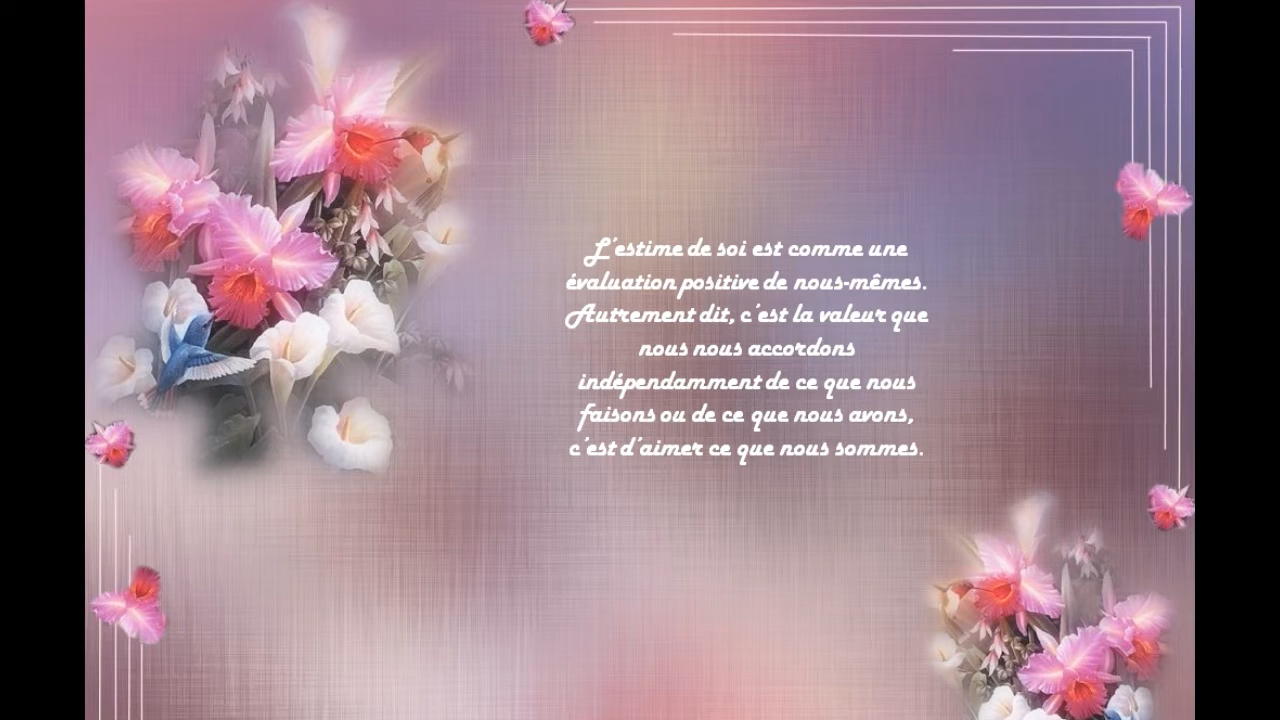 L'estime de soi est comme une
évaluation positive de nous-mêmes.
Autrement dit, c'est la valeur que
nous nous accordons
indépendamment de ce que nous
faisons ou de ce que nous avons,
c'est d'aimer ce que nous sommes.